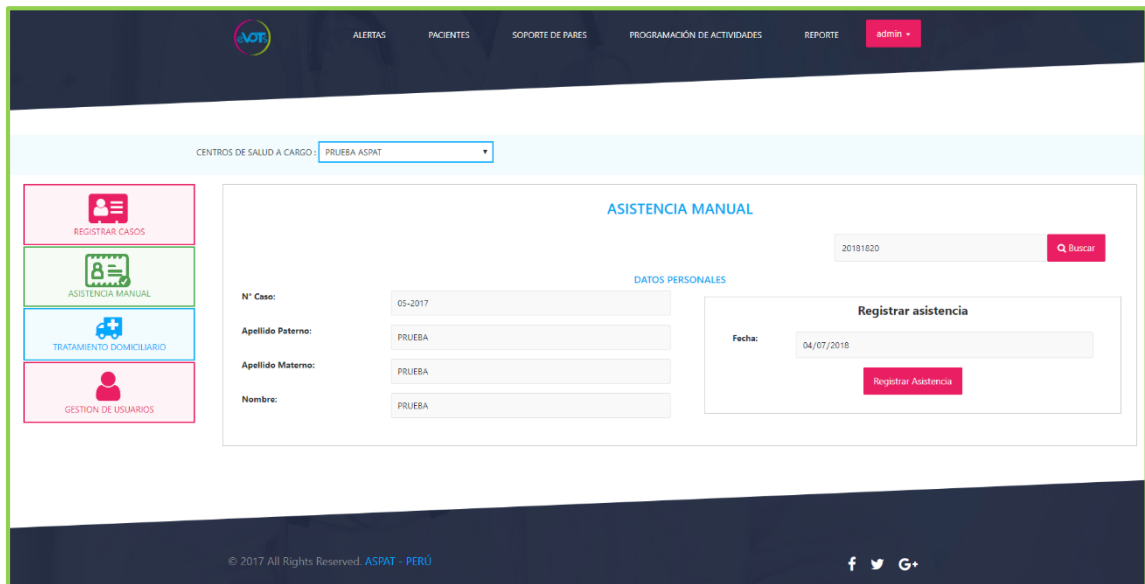 eVOTs
ALERTAS PACIENTES SOPORTE DE PARES PROGRAMACIÓN DE ACTIVIDADES REPORTE admin
CENTROS DE SALUD A CARGO : PRUEBA ASPAT
REGISTRAR CASOS
ASISTENCIA MANUAL
TRATAMIENTO DOMICILIARIO
GESTION DE USUARIOS
ASISTENCIA MANUAL
20181820 Buscar
DATOS PERSONALES
N° Caso: 05-2017
Apellido Paterno: PRUEBA
Apellido Materno: PRUEBA
Nombre: PRUEBA
Registrar asistencia
Fecha: 04/07/2018
Registrar Asistencia
© 2017 All Rights Reserved. ASPAT - PERÚ
f G+